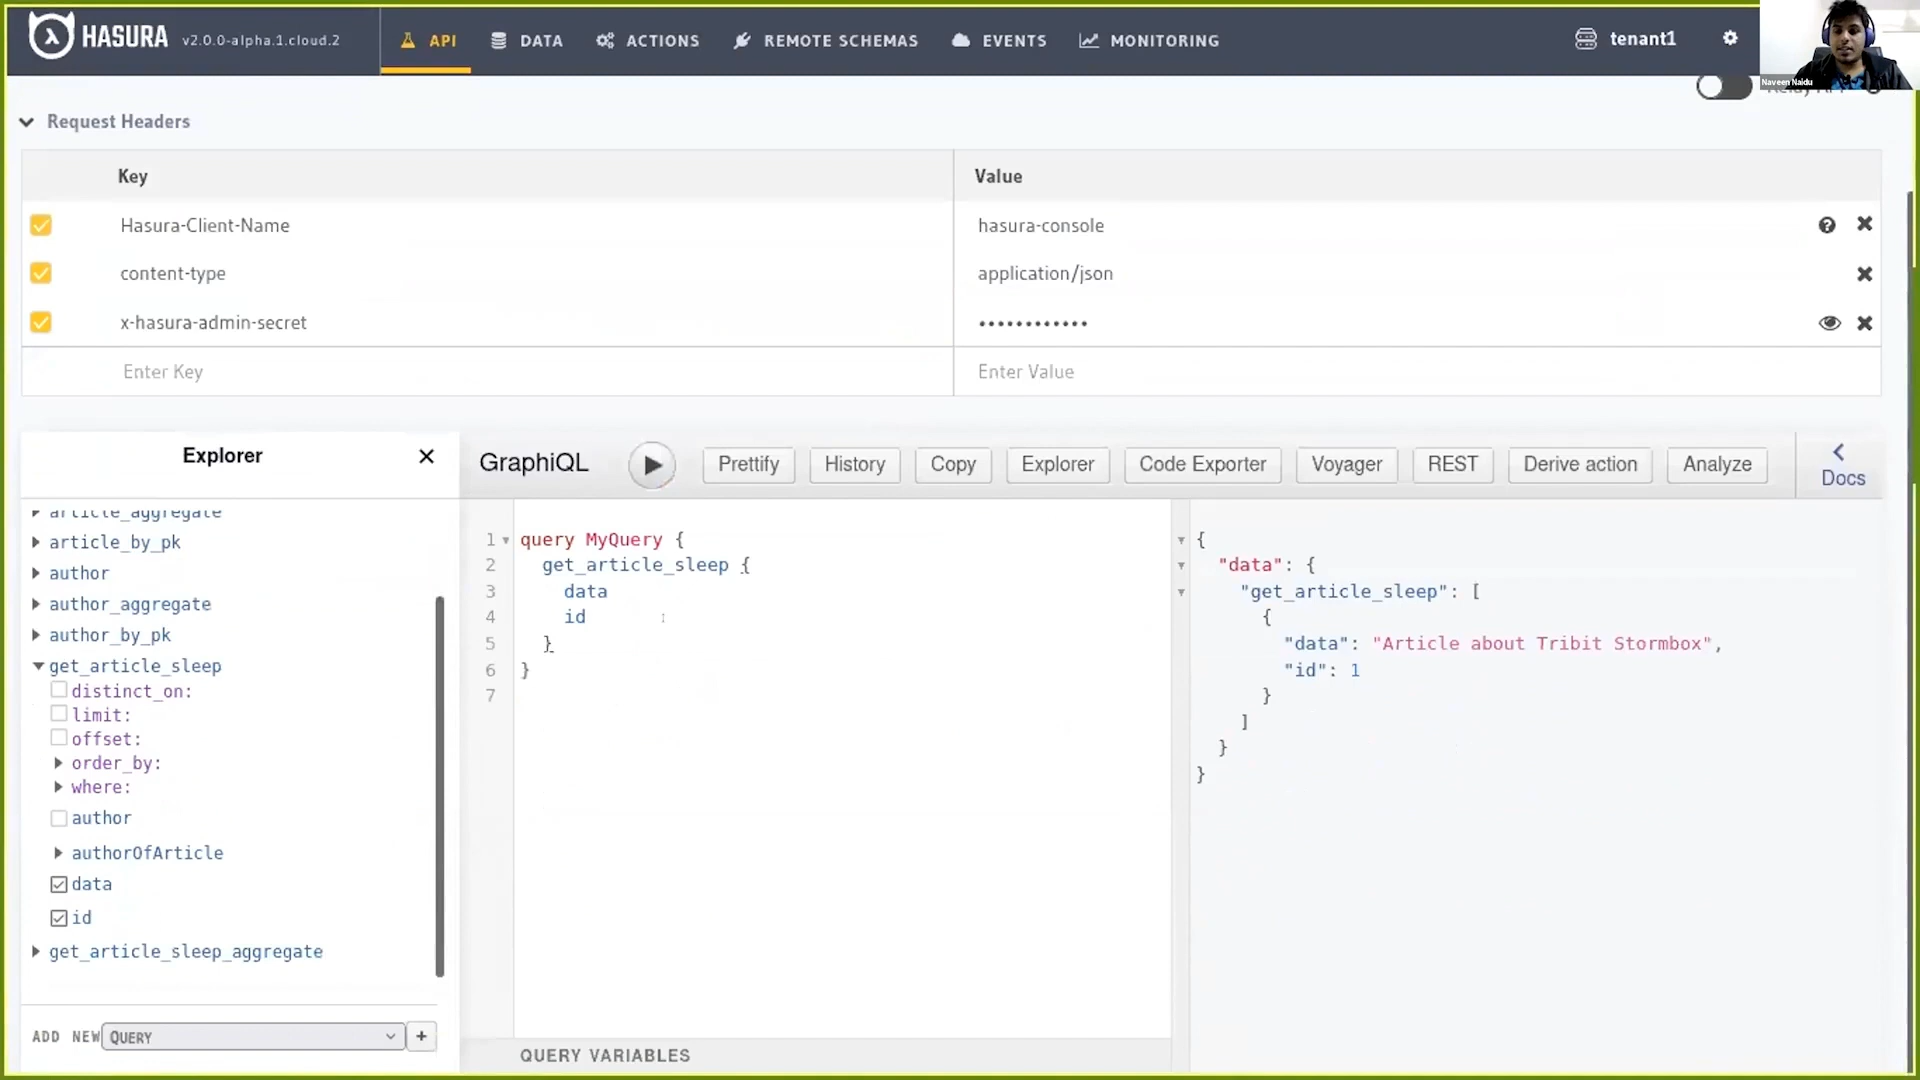 HASURA v2.0.0-alpha.1.cloud.2 API DATA ACTIONS REMOTE SCHEMAS EVENTS MONITORING tenant1
Naveen Naidu
Request Headers
Key Value
Hasura-Client-Name hasura-console
content-type application/json
x-hasura-admin-secret ••••••••••••
Enter Key Enter Value
Explorer
article_aggregate
article_by_pk
author
author_aggregate
author_by_pk
get_article_sleep
distinct_on:
limit:
offset:
order_by:
where:
author
authorOfArticle
data
id
get_article_sleep_aggregate
ADD NEW QUERY +
GraphiQL Prettify History Copy Explorer Code Exporter Voyager REST Derive action Analyze Docs
1 query MyQuery {
2 get_article_sleep {
3 data
4 id
5 }
6 }
7
QUERY VARIABLES
{
"data": {
"get_article_sleep": [
{
"data": "Article about Tribit Stormbox",
"id": 1
}
]
}
}